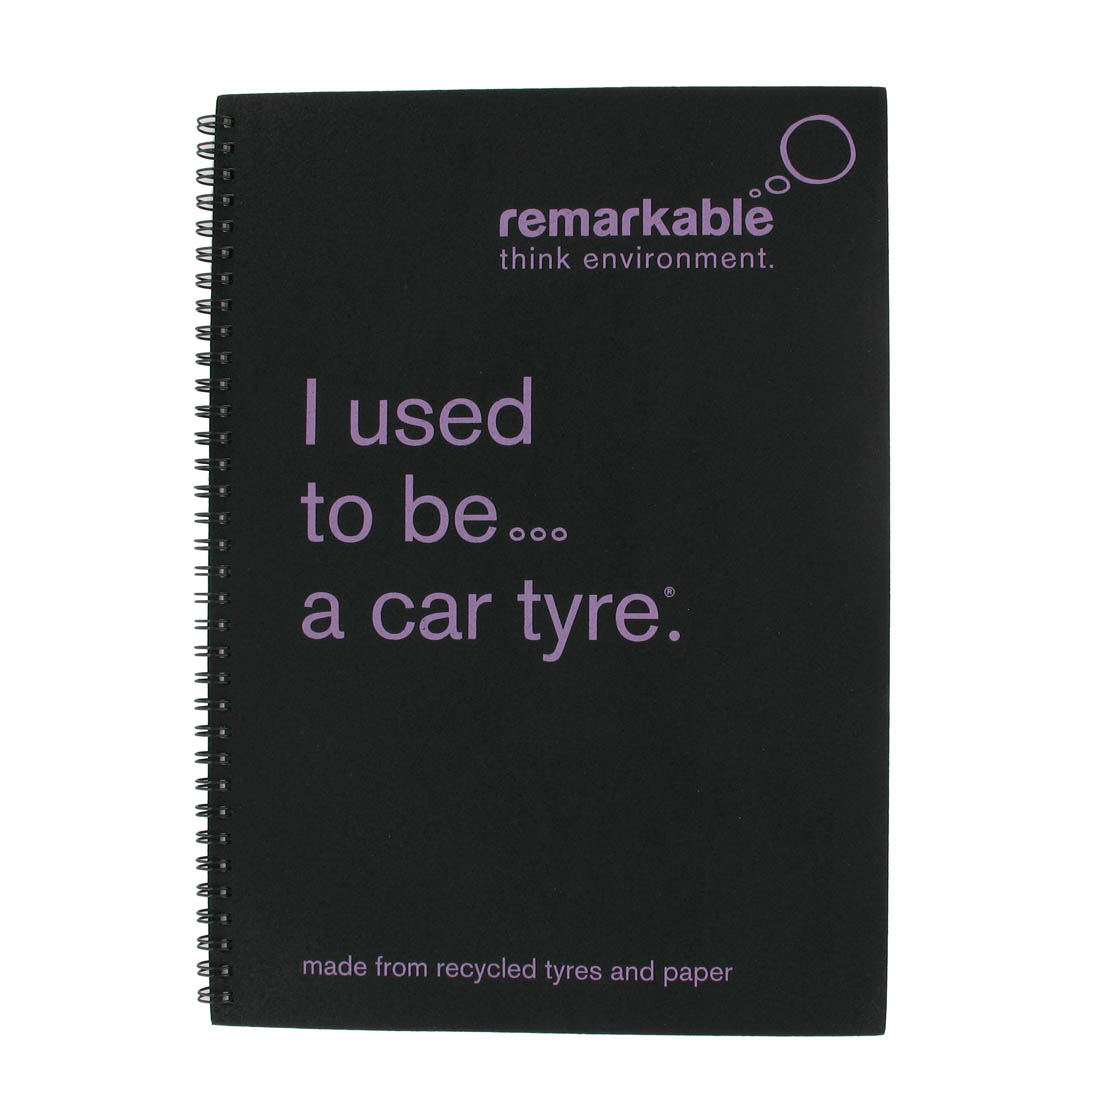 remarkable
think environment.
I used
to be...
a car tyre®.
made from recycled tyres and paper